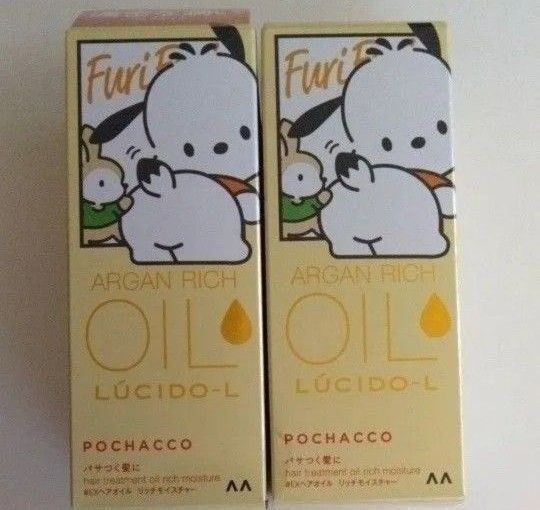 Furi
ARGAN RICH
OIL
LÚCIDO-L
POCHACCO
パサつく髪に
hair treatment oil rich moisture
#EXヘアオイル リッチモイスチャー
Furi
ARGAN RICH
OIL
LÚCIDO-L
POCHACCO
パサつく髪に
hair treatment oil rich moisture
#EXヘアオイル リッチモイスチャー